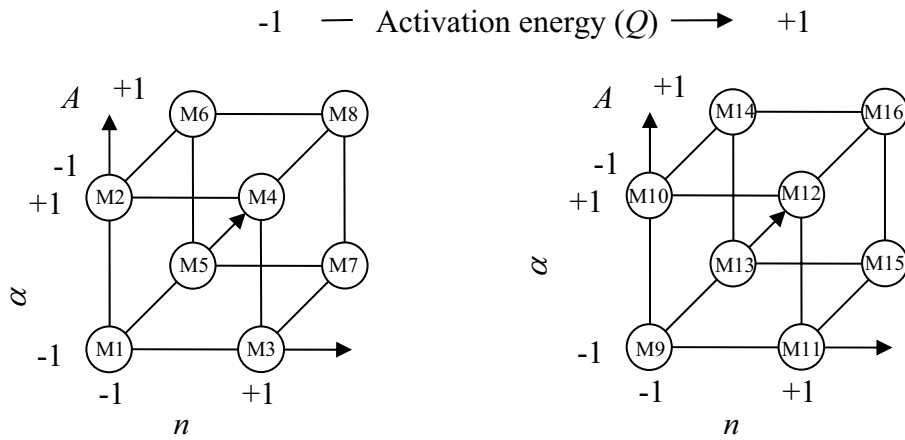 -1 — Activation energy (Q) +1
+1 +1
A M6 M8 A M14 M16
-1 -1
+1 M2 M4 +1 M10 M12
M5 M7 M13 M15
α α
-1 M1 M3 -1 M9 M11
-1 +1 -1 +1
n n